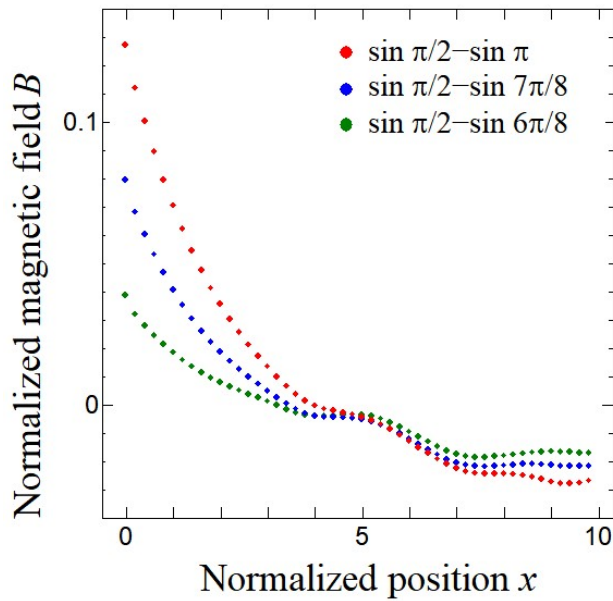 sin π/2−sin π
sin π/2−sin 7π/8
sin π/2−sin 6π/8
Normalized magnetic field B
0.1
0
0
5
10
Normalized position x